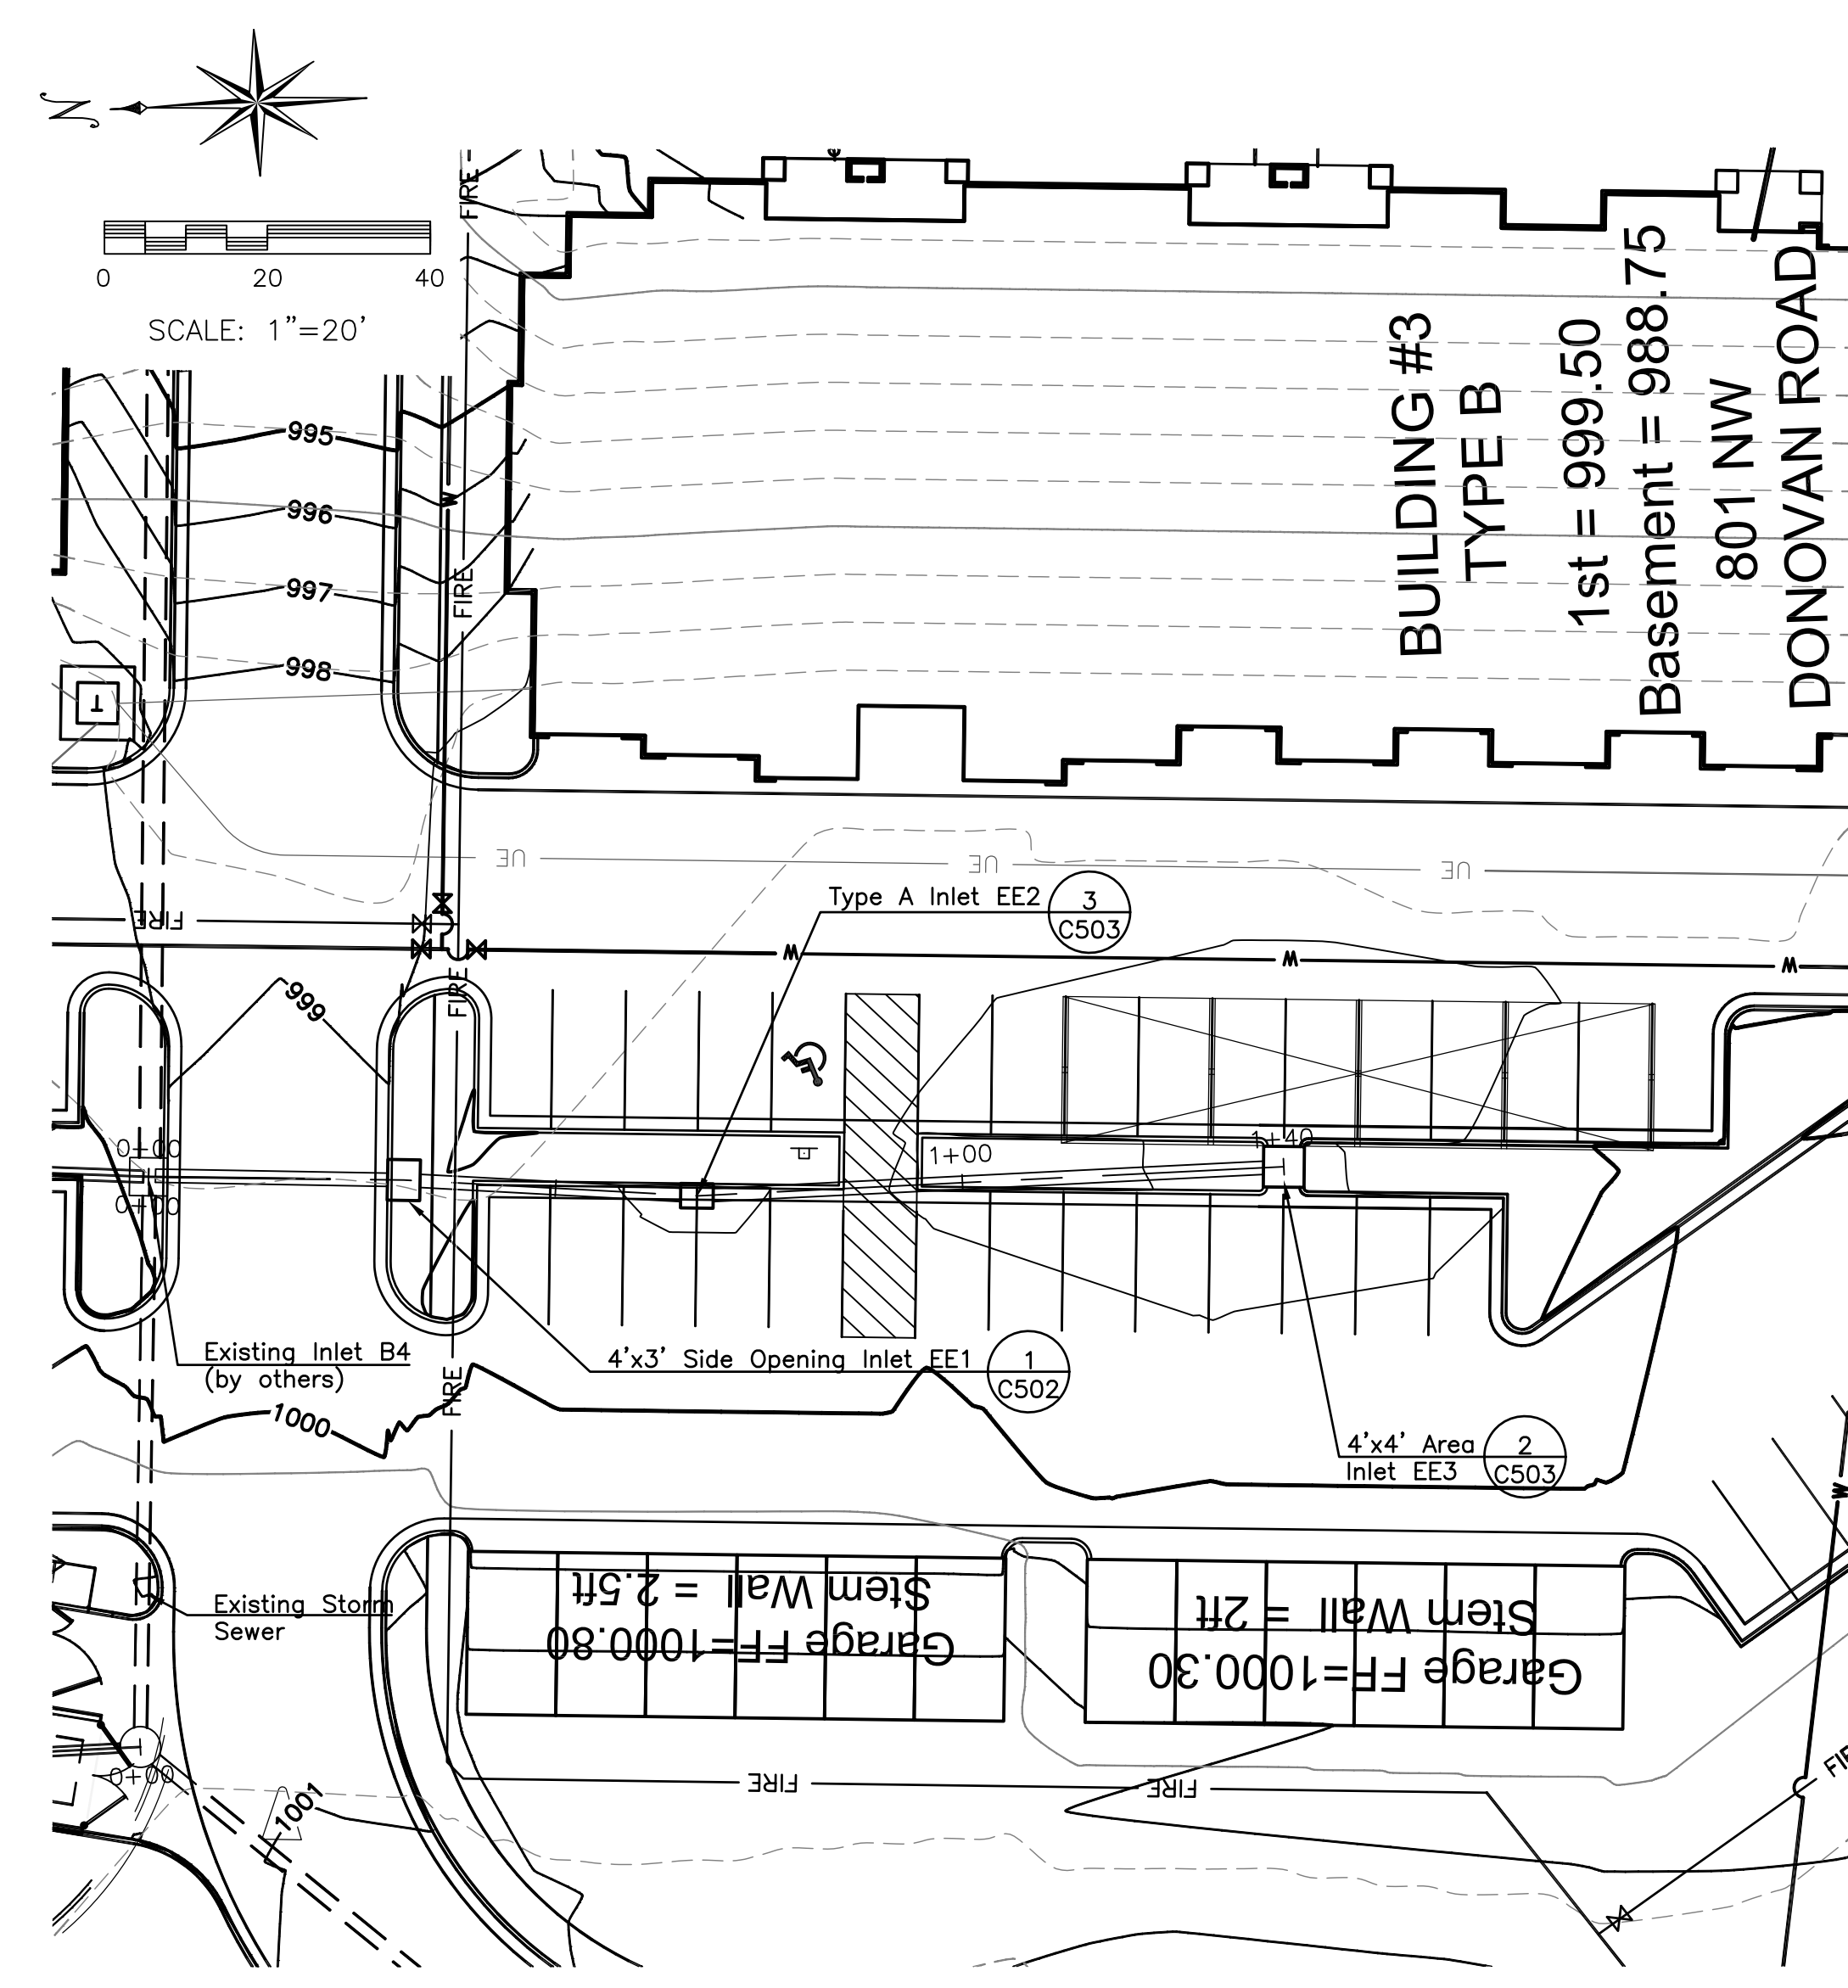 N
0 20 40
SCALE: 1"=20'
FIRE
BUILDING #3
TYPE B
1st = 999.50
Basement = 988.75
801 NW
DONOVAN ROAD
995
996
997
998
W
FIRE
T
UE
UE
UE
Type A Inlet EE2
3
C503
FIRE
W
W
W
FIRE
999
0+00
0+00
1+00
1+40
Existing Inlet B4
(by others)
4'x3' Side Opening Inlet EE1
1
C502
FIRE
1000
4'x4' Area
Inlet EE3
2
C503
W
Existing Storm
Sewer
Garage FF=1000.80
Stem Wall = 2.5ft
Garage FF=1000.30
Stem Wall = 2ft
0+00
1001
FIRE
FIRE